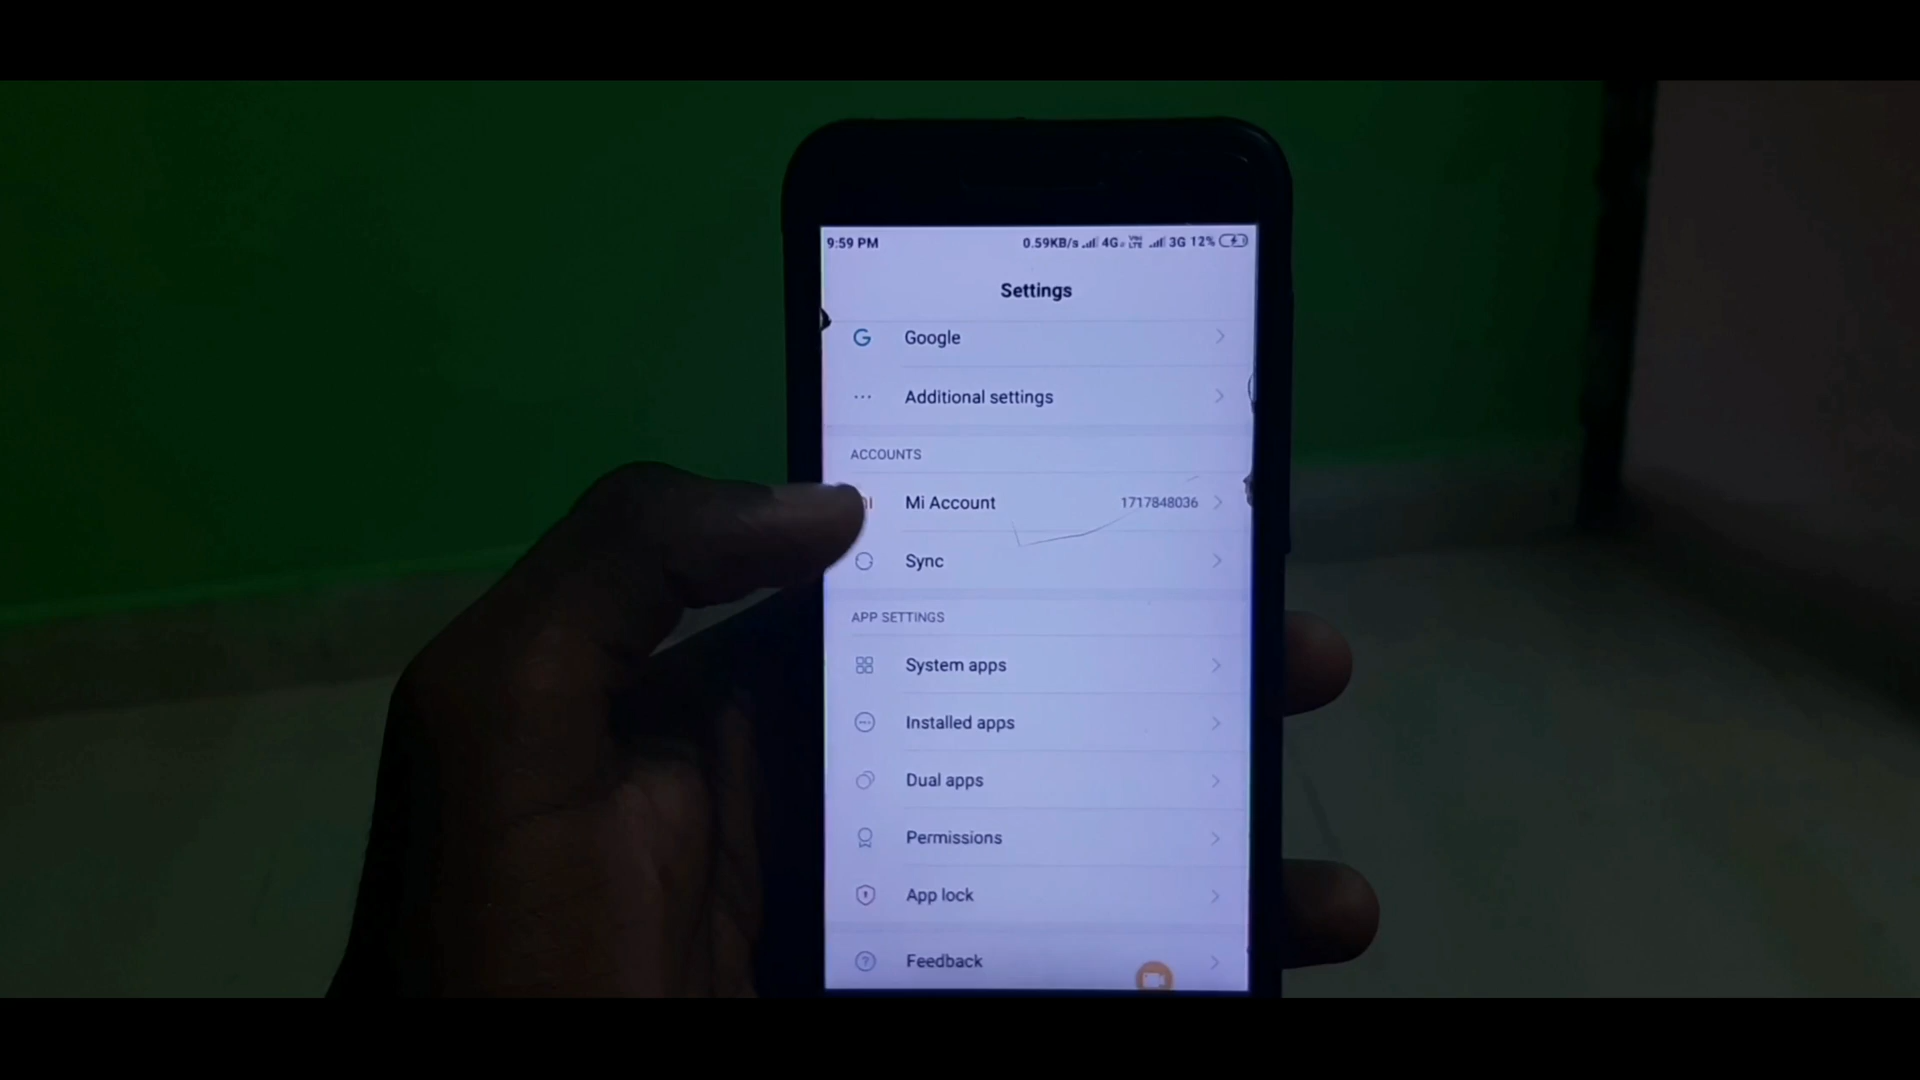 9:59 PM 0.59KB/s 4G VoLTE 3G 12%
Settings
G Google
Additional settings
ACCOUNTS
Mi Account 1717848036
Sync
APP SETTINGS
System apps
Installed apps
Dual apps
Permissions
App lock
Feedback